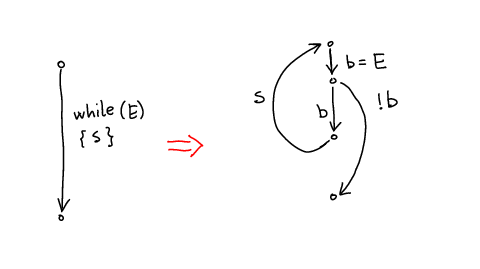 while (E)
{ s }
b = E
s
b
!b